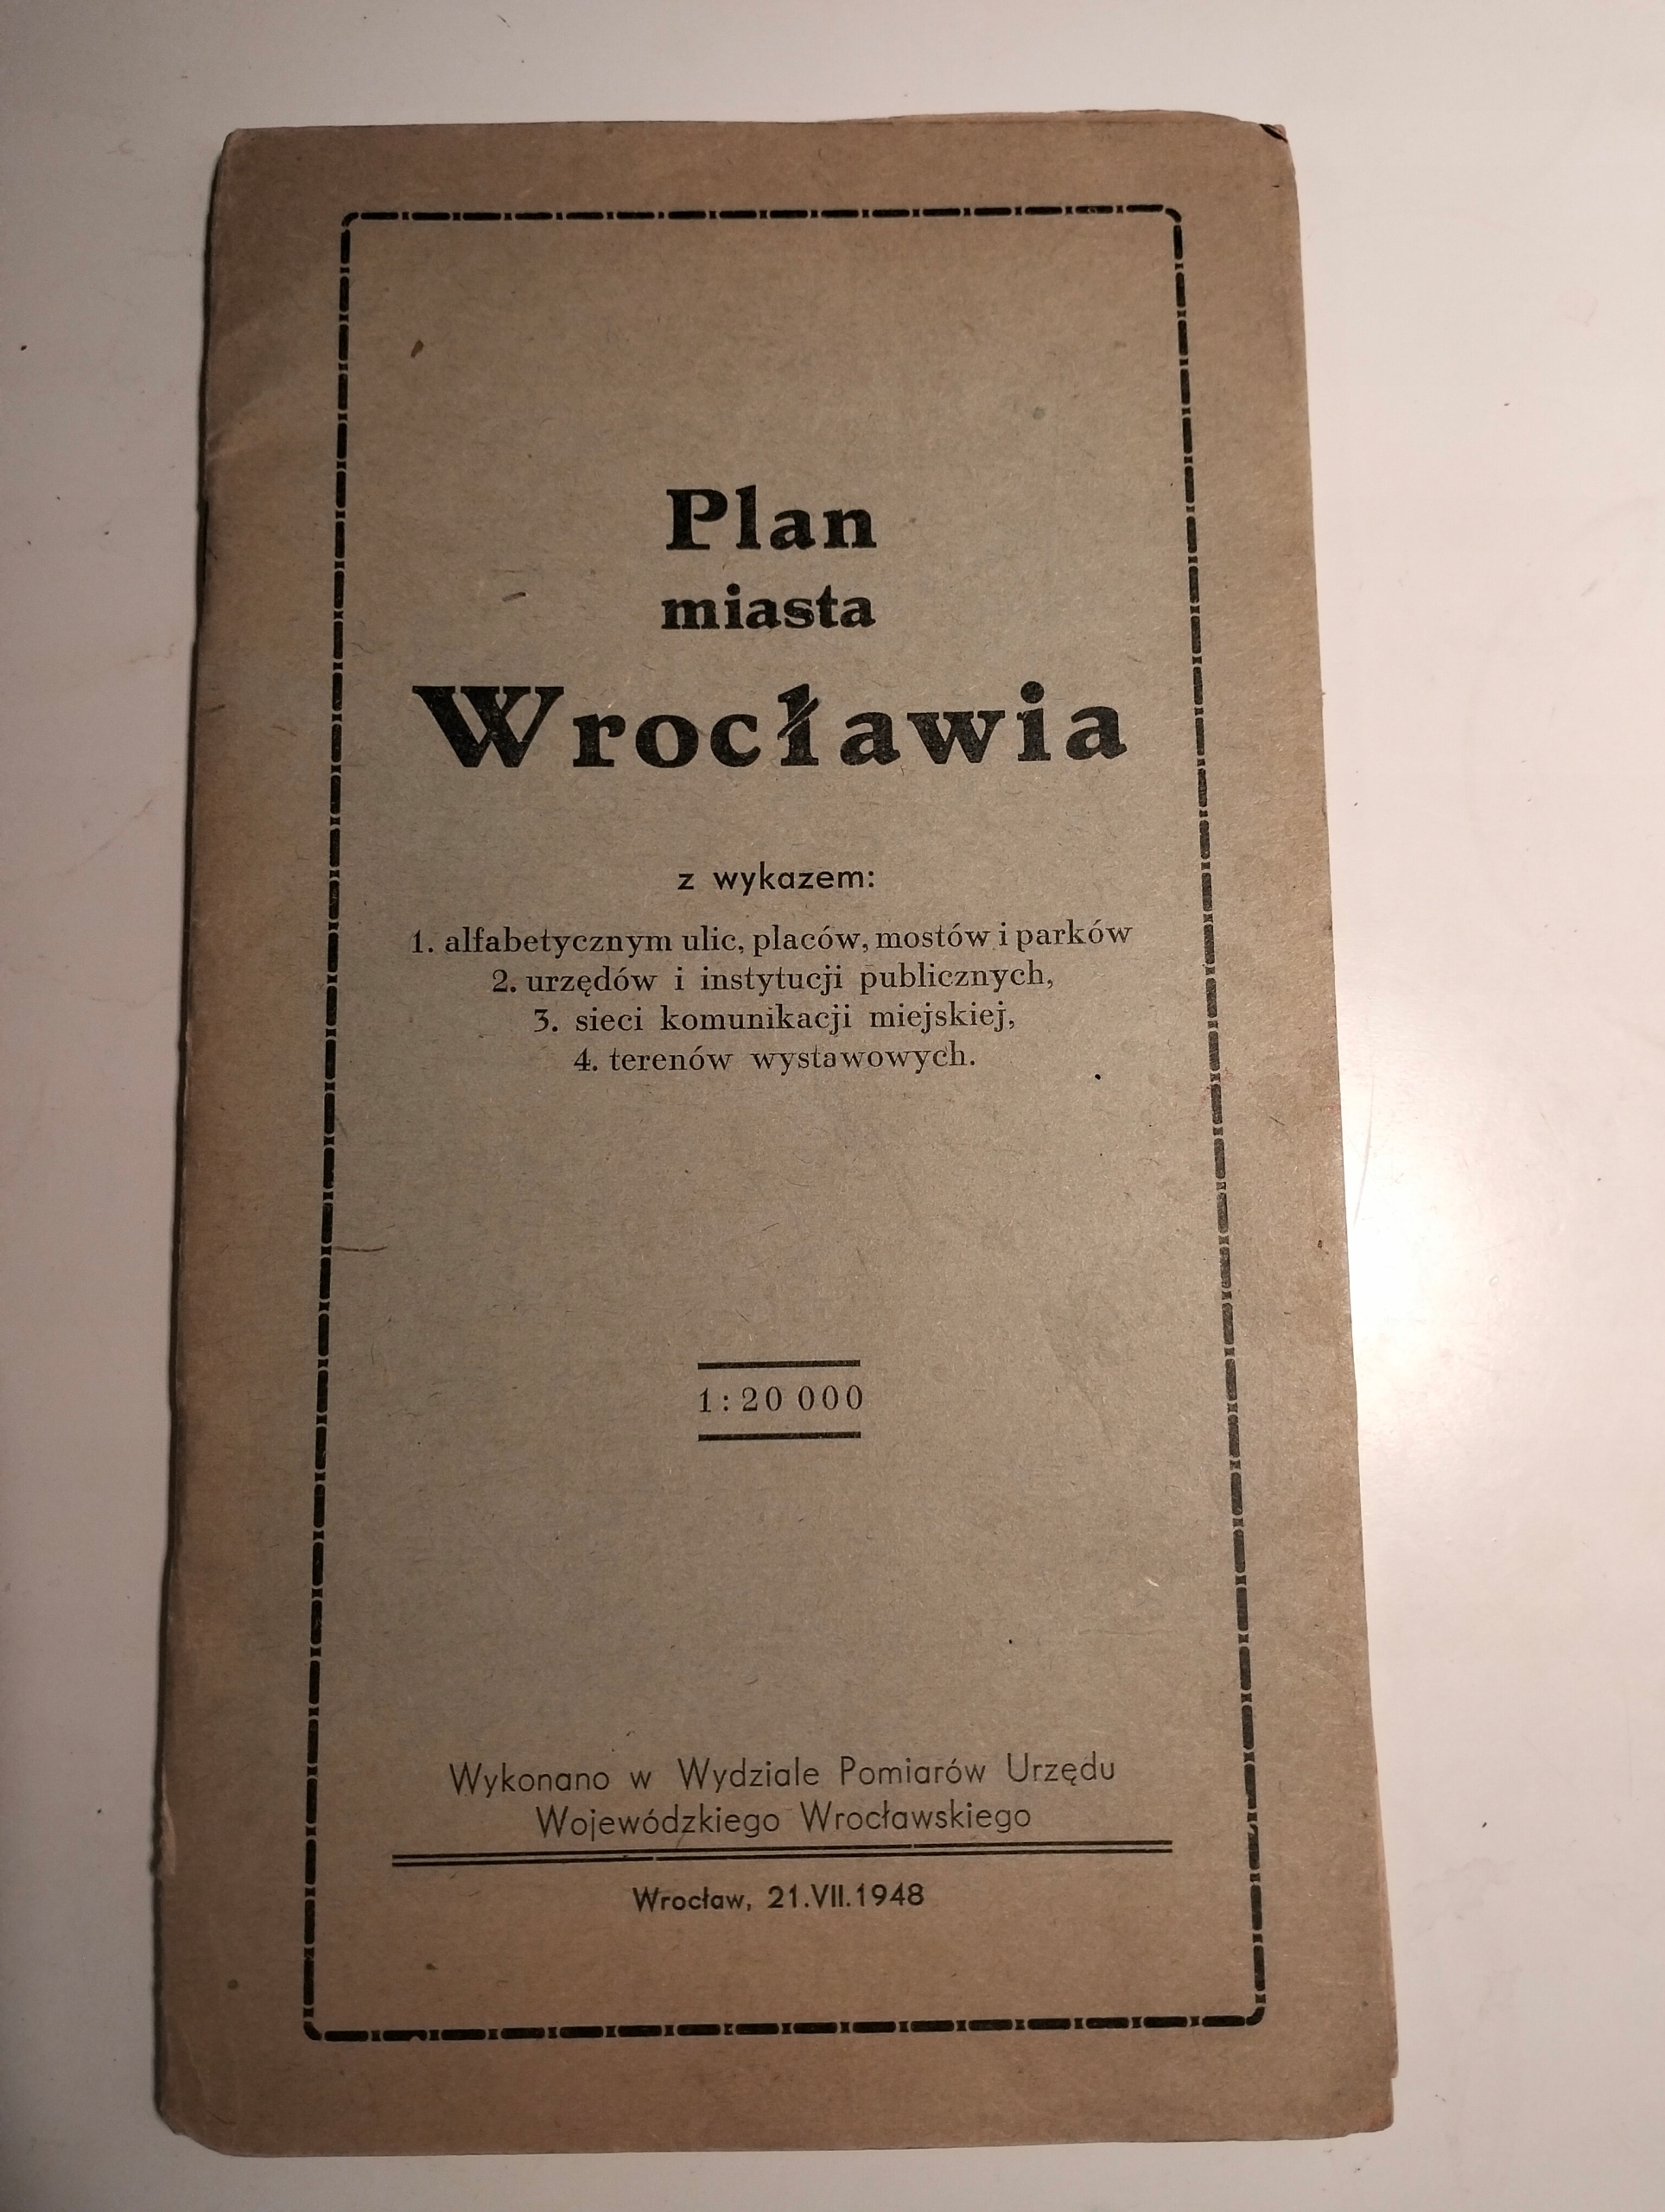 Plan
miasta
Wrocławia
z wykazem:
1. alfabetycznym ulic, placów, mostów i parków
2. urzędów i instytucji publicznych,
3. sieci komunikacji miejskiej,
4. terenów wystawowych.
1:20 000
Wykonano w Wydziale Pomiarów Urzędu
Wojewódzkiego Wrocławskiego
Wrocław, 21.VII.1948